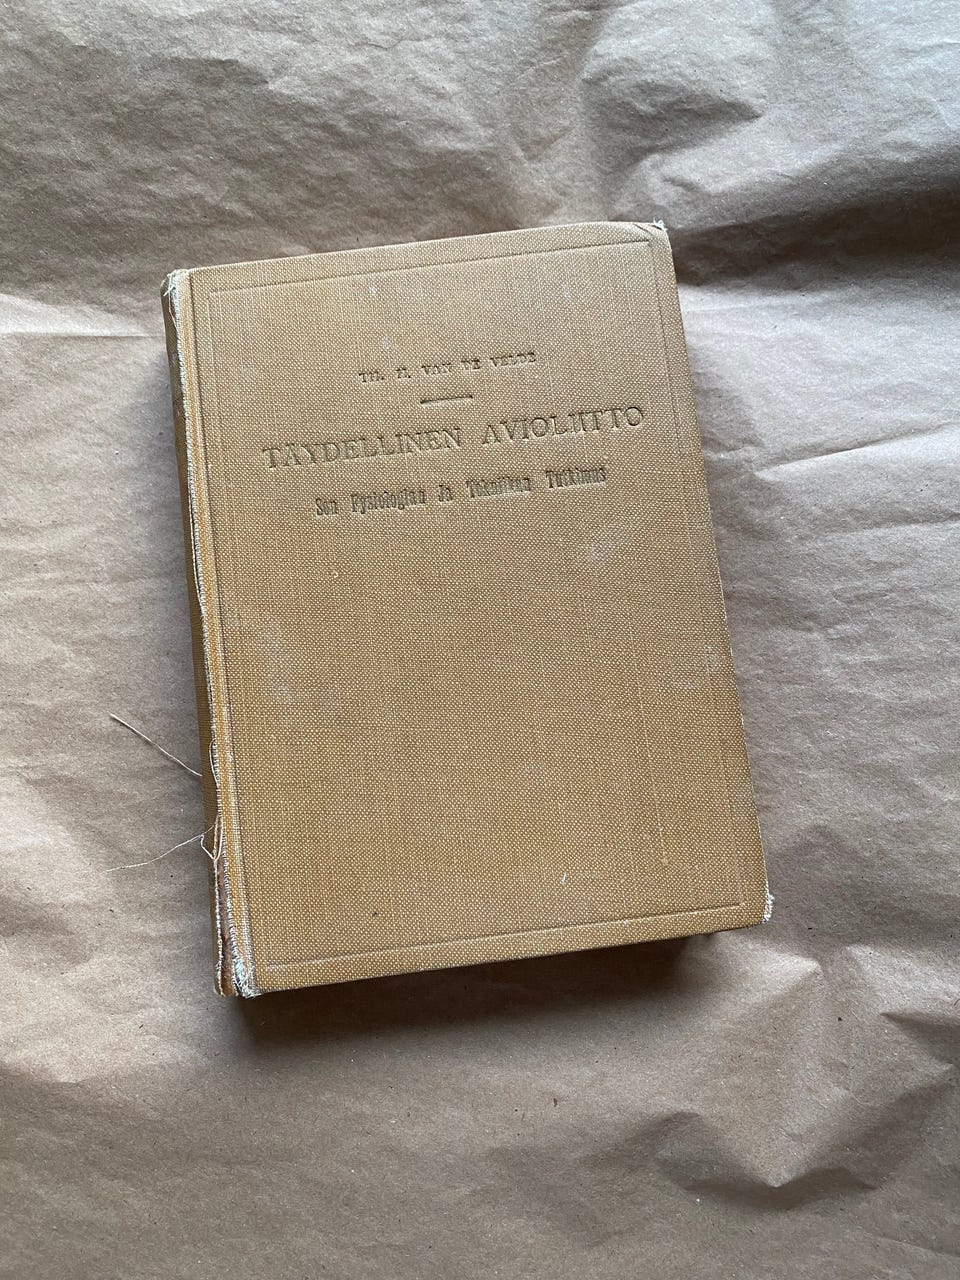 TH. H. VAN DE VELDE
TÄYDELLINEN AVIOLIITTO
Sen Fysiologian Ja Tekniikan Tutkimus